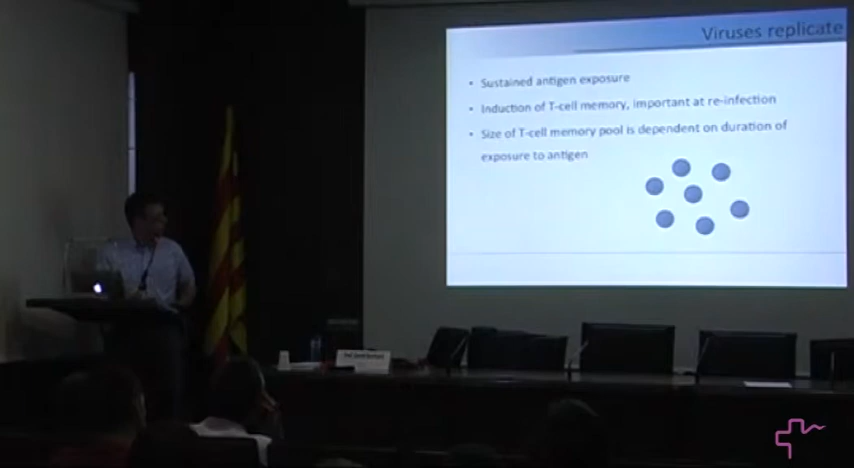 Viruses replicate
• Sustained antigen exposure
• Induction of T-cell memory, important at re-infection
• Size of T-cell memory pool is dependent on duration of
exposure to antigen